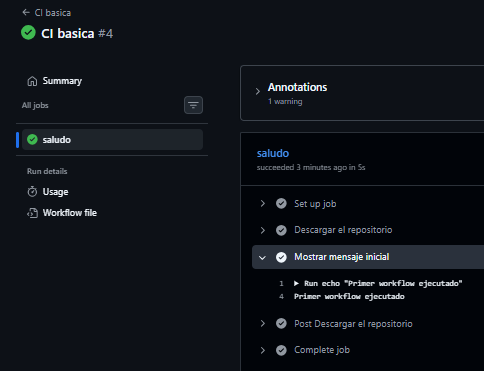 ← CI basica
CI basica #4
Summary
All jobs
saludo
Run details
Usage
Workflow file
Annotations
1 warning
saludo
succeeded 3 minutes ago in 5s
Set up job
Descargar el repositorio
Mostrar mensaje inicial
1 ▶ Run echo "Primer workflow ejecutado"
4 Primer workflow ejecutado
Post Descargar el repositorio
Complete job